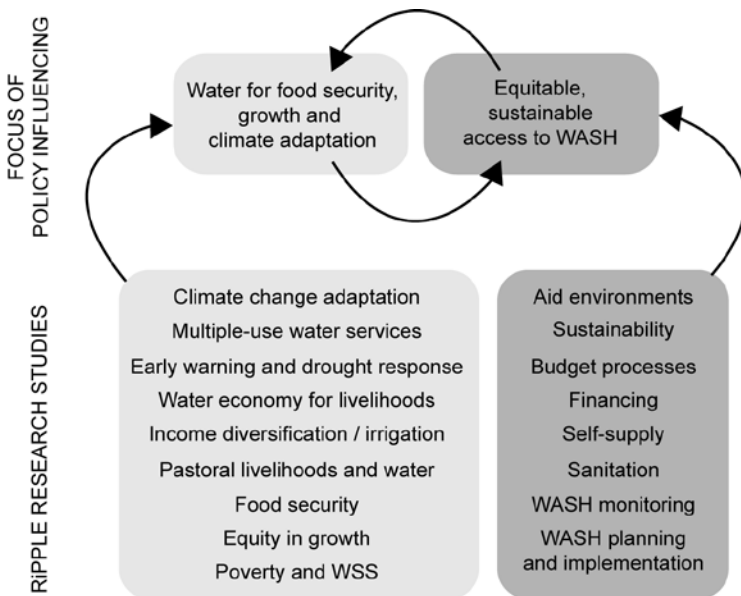 FOCUS OF
POLICY INFLUENCING
Water for food security,
growth and
climate adaptation
Equitable,
sustainable
access to WASH
RiPPLE RESEARCH STUDIES
Climate change adaptation
Multiple-use water services
Early warning and drought response
Water economy for livelihoods
Income diversification / irrigation
Pastoral livelihoods and water
Food security
Equity in growth
Poverty and WSS
Aid environments
Sustainability
Budget processes
Financing
Self-supply
Sanitation
WASH monitoring
WASH planning
and implementation